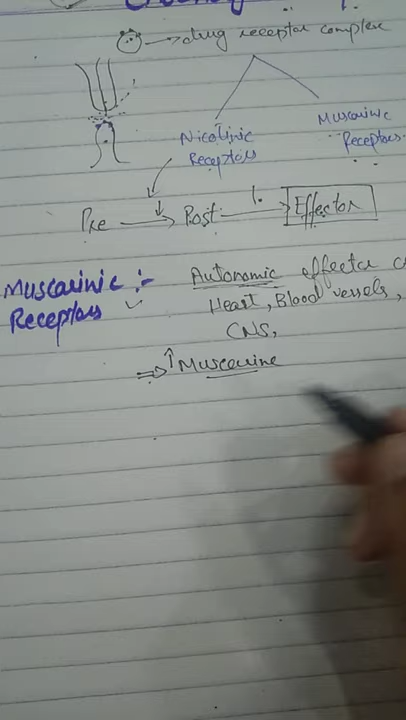 drug receptor complex
Nicotinic
Receptors
Muscarinic
Receptors
Pre Post Effector
Muscarinic :-
Receptors
Autonomic effector
Heart, Blood vessels,
CNS,
⇒ ↑ Muscarine